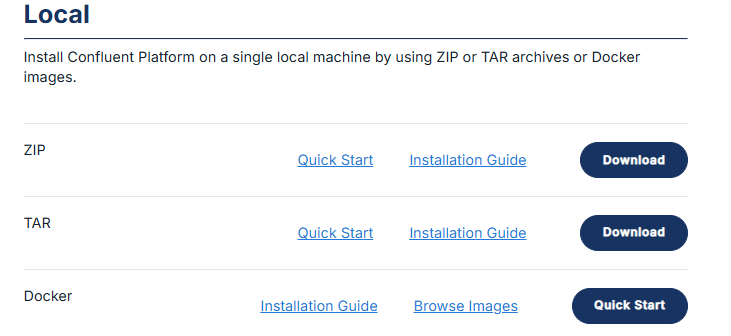 Local
Install Confluent Platform on a single local machine by using ZIP or TAR archives or Docker
images.
ZIP
Quick Start Installation Guide Download
TAR
Quick Start Installation Guide Download
Docker
Installation Guide Browse Images Quick Start